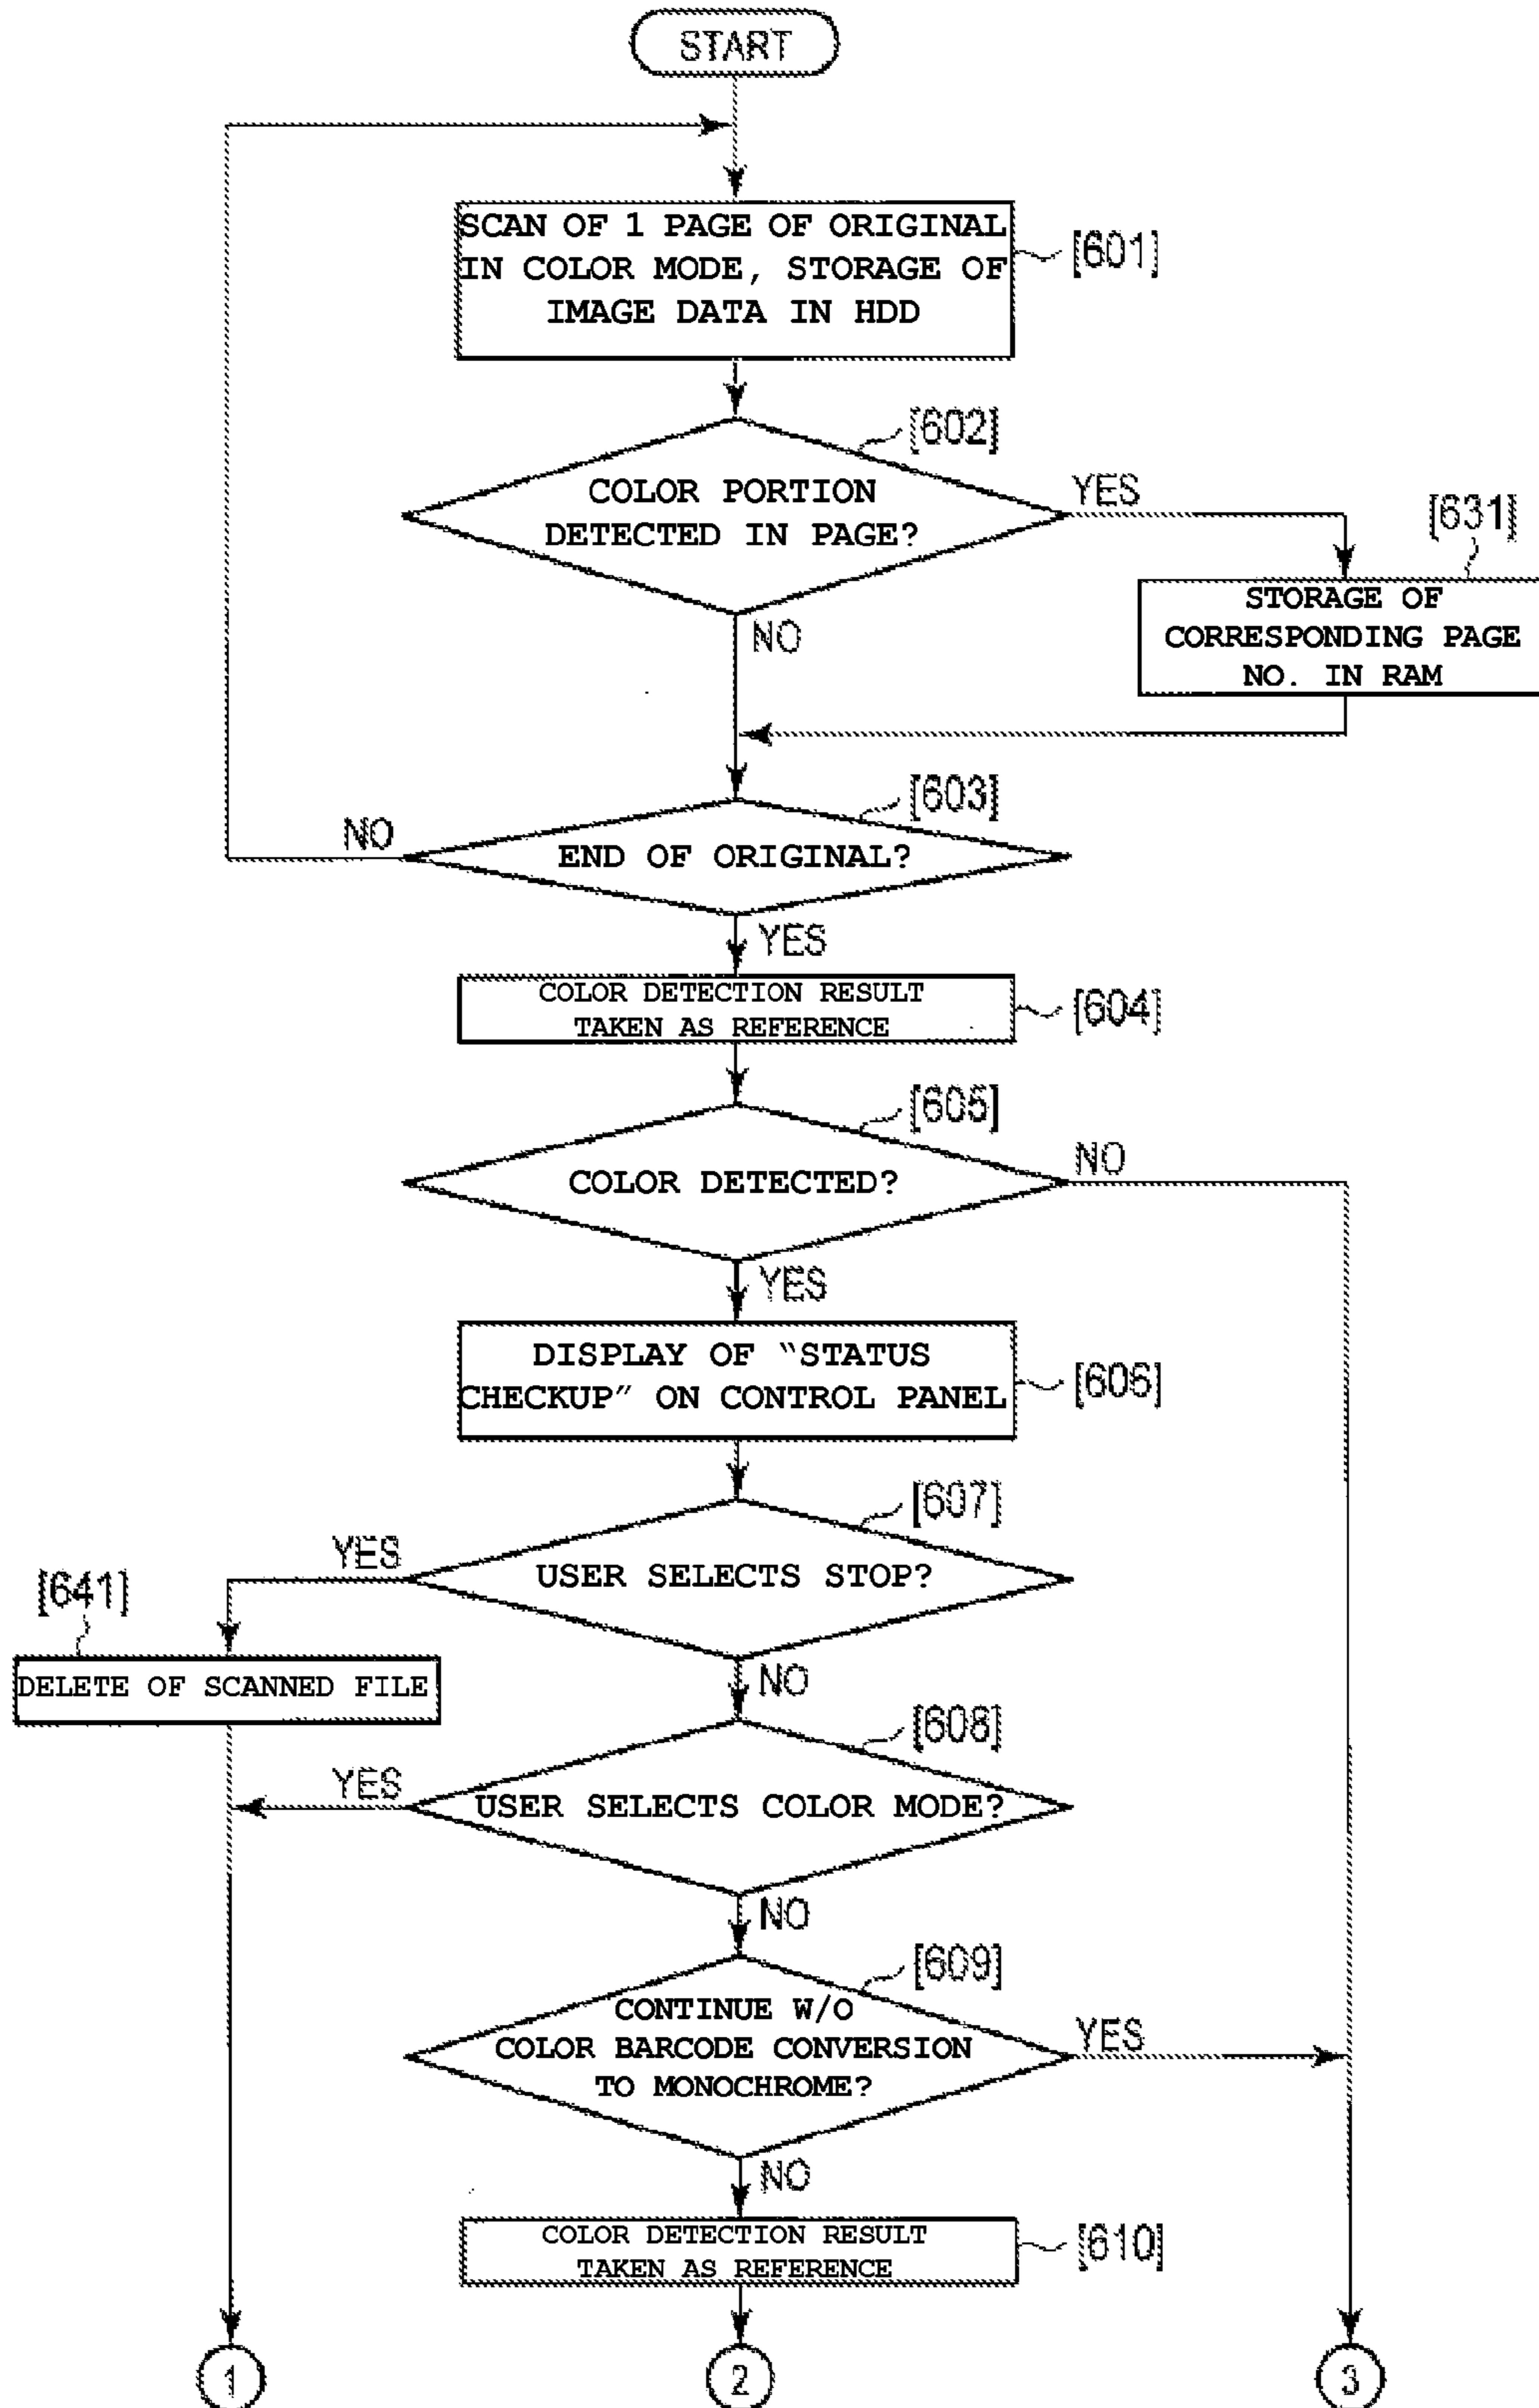 START
SCAN OF 1 PAGE OF ORIGINAL
IN COLOR MODE, STORAGE OF
IMAGE DATA IN HDD
[601]
[602]
COLOR PORTION
DETECTED IN PAGE?
YES
[631]
STORAGE OF
CORRESPONDING PAGE
NO. IN RAM
NO
[603]
NO
END OF ORIGINAL?
YES
COLOR DETECTION RESULT
TAKEN AS REFERENCE
[604]
[605]
COLOR DETECTED?
NO
YES
DISPLAY OF “STATUS
CHECKUP” ON CONTROL PANEL
[606]
[607]
YES
USER SELECTS STOP?
[641]
DELETE OF SCANNED FILE
NO
[608]
YES
USER SELECTS COLOR MODE?
NO
[609]
CONTINUE W/O
COLOR BARCODE CONVERSION
TO MONOCHROME?
YES
NO
COLOR DETECTION RESULT
TAKEN AS REFERENCE
[610]
1
2
3